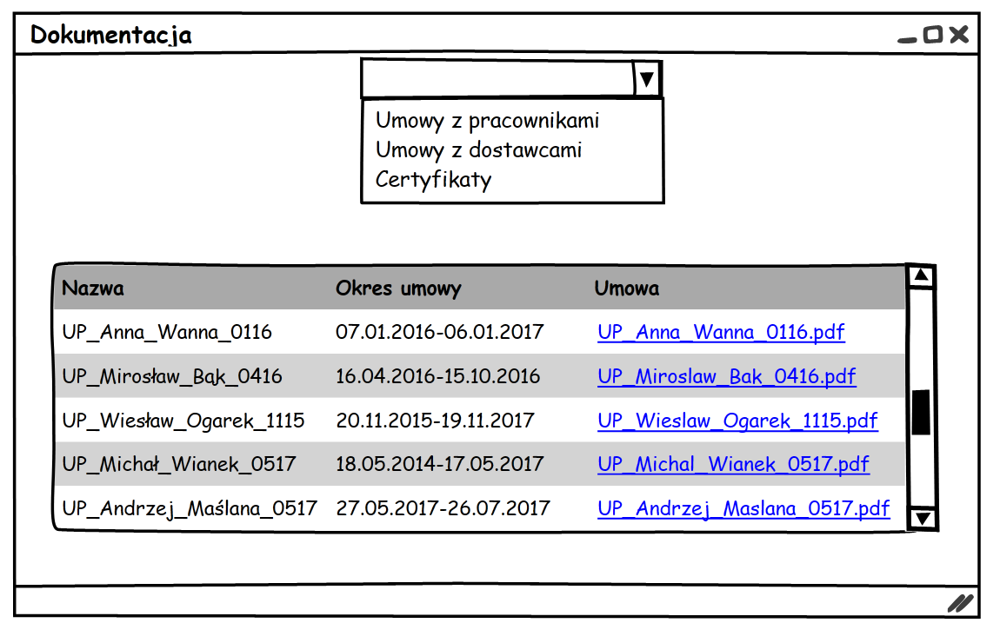 Dokumentacja
Umowy z pracownikami
Umowy z dostawcami
Certyfikaty
Nazwa Okres umowy Umowa
UP_Anna_Wanna_0116 07.01.2016-06.01.2017 UP_Anna_Wanna_0116.pdf
UP_Mirosław_Bąk_0416 16.04.2016-15.10.2016 UP_Miroslaw_Bak_0416.pdf
UP_Wiesław_Ogarek_1115 20.11.2015-19.11.2017 UP_Wieslaw_Ogarek_1115.pdf
UP_Michał_Wianek_0517 18.05.2014-17.05.2017 UP_Michal_Wianek_0517.pdf
UP_Andrzej_Maślana_0517 27.05.2017-26.07.2017 UP_Andrzej_Maslana_0517.pdf